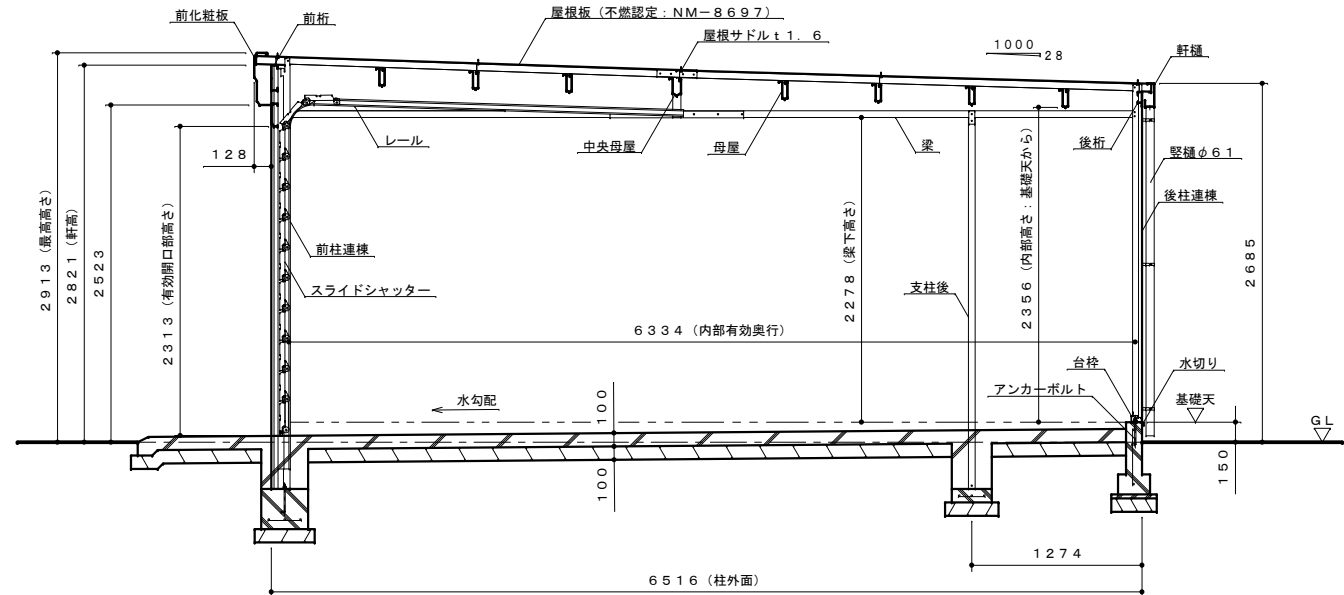 前化粧板
前桁
屋根板（不燃認定：NM－8697）
屋根サドルｔ１．６
1000
28
軒樋
レール
中央母屋
母屋
梁
後桁
竪樋φ61
後柱連棟
128
2913（最高高さ）
2821（軒高）
2523
2313（有効開口部高さ）
前柱連棟
スライドシャッター
2278（梁下高さ）
支柱後
2356（内部高さ：基礎天から）
2685
6334（内部有効奥行）
台枠
水切り
アンカーボルト
基礎天
水勾配
100
GL
100
150
1274
6516（柱外面）